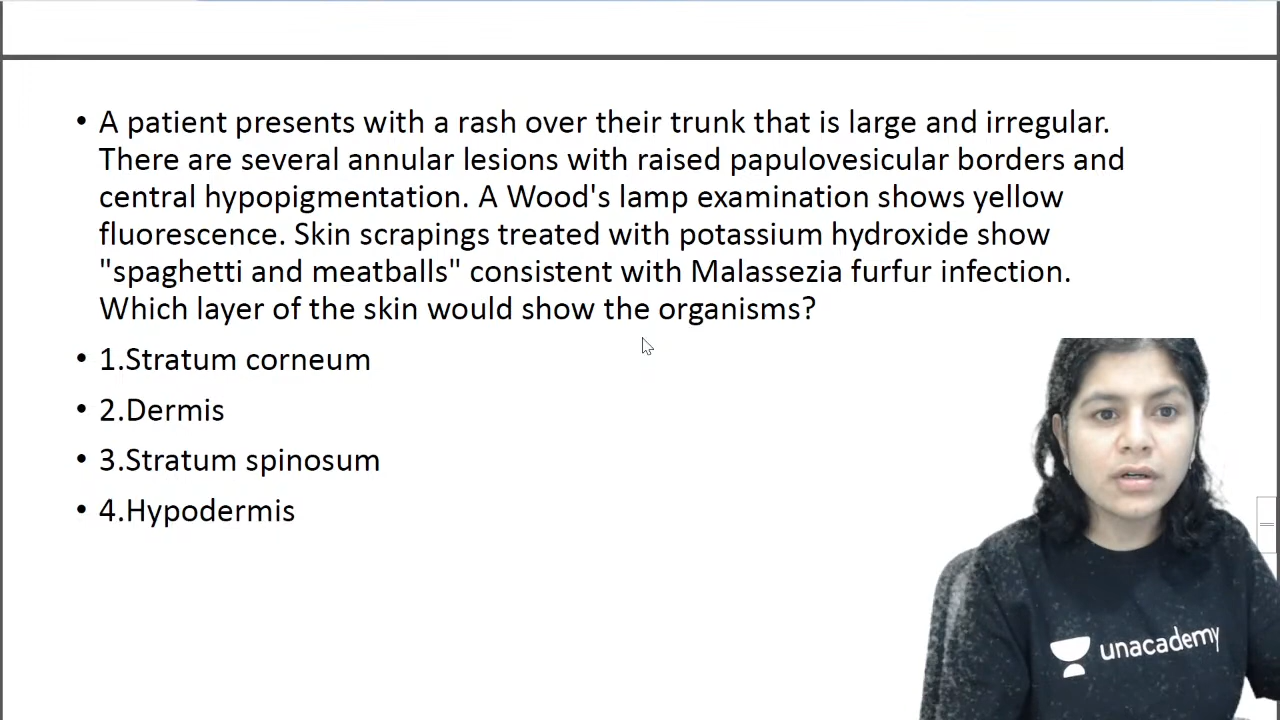 • A patient presents with a rash over their trunk that is large and irregular.
There are several annular lesions with raised papulovesicular borders and
central hypopigmentation. A Wood's lamp examination shows yellow
fluorescence. Skin scrapings treated with potassium hydroxide show
"spaghetti and meatballs" consistent with Malassezia furfur infection.
Which layer of the skin would show the organisms?
• 1.Stratum corneum
• 2.Dermis
• 3.Stratum spinosum
• 4.Hypodermis
unacademy